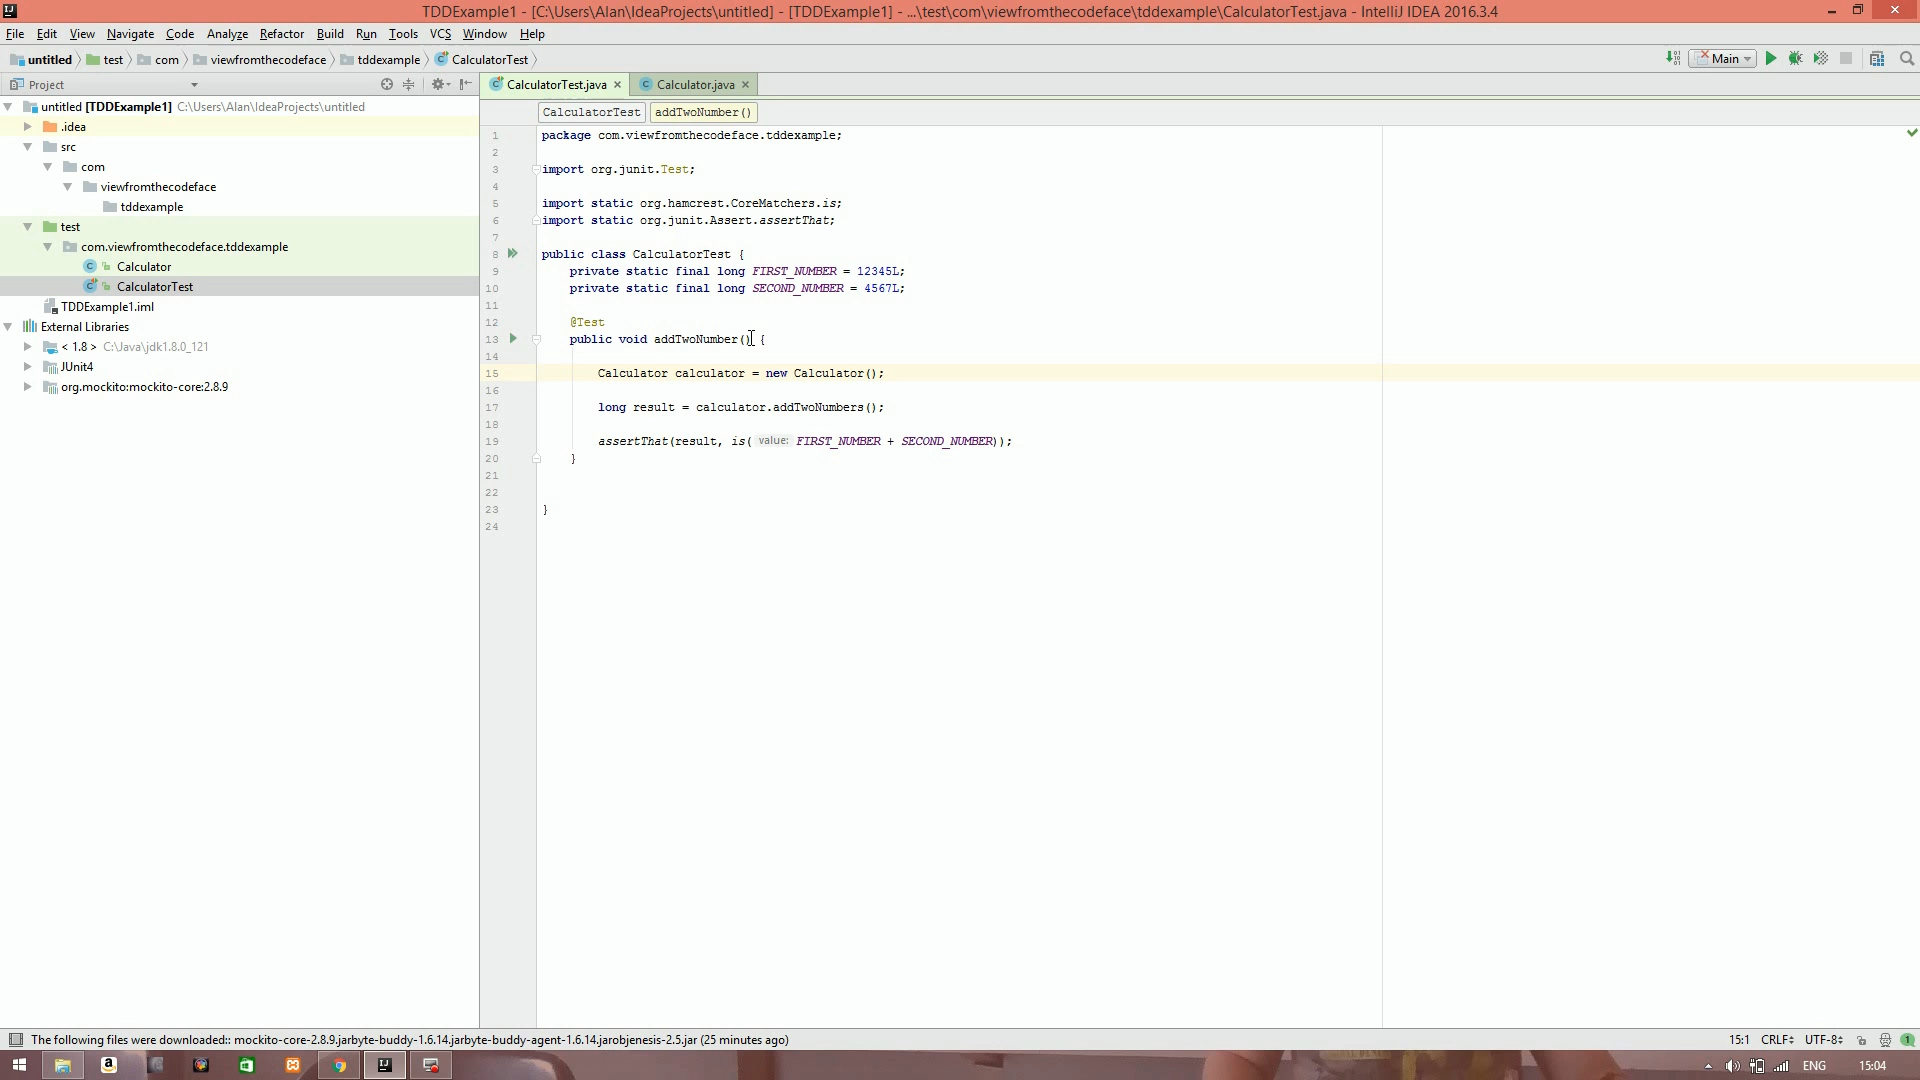 TDDExample1 - [C:\Users\Alan\IdeaProjects\untitled] - [TDDExample1] - ...\test\com\viewfromthecodeface\tddexample\CalculatorTest.java - IntelliJ IDEA 2016.3.4
File Edit View Navigate Code Analyze Refactor Build Run Tools VCS Window Help
untitled test com viewfromthecodeface tddexample CalculatorTest Main
Project
CalculatorTest.java Calculator.java
untitled [TDDExample1] C:\Users\Alan\IdeaProjects\untitled
.idea
src
com
viewfromthecodeface
tddexample
test
com.viewfromthecodeface.tddexample
Calculator
CalculatorTest
TDDExample1.iml
External Libraries
< 1.8 > C:\Java\jdk1.8.0_121
JUnit4
org.mockito:mockito-core:2.8.9
CalculatorTest addTwoNumber()
1 package com.viewfromthecodeface.tddexample;
2
3 import org.junit.Test;
4
5 import static org.hamcrest.CoreMatchers.is;
6 import static org.junit.Assert.assertThat;
7
8 public class CalculatorTest {
9 private static final long FIRST_NUMBER = 12345L;
10 private static final long SECOND_NUMBER = 4567L;
11
12 @Test
13 public void addTwoNumber() {
14
15 Calculator calculator = new Calculator();
16
17 long result = calculator.addTwoNumbers();
18
19 assertThat(result, is( value: FIRST_NUMBER + SECOND_NUMBER));
20 }
21
22
23 }
24
The following files were downloaded:: mockito-core-2.8.9.jarbyte-buddy-1.6.14.jarbyte-buddy-agent-1.6.14.jarobjenesis-2.5.jar (25 minutes ago)
15:1 CRLF UTF-8 1
ENG 15:04